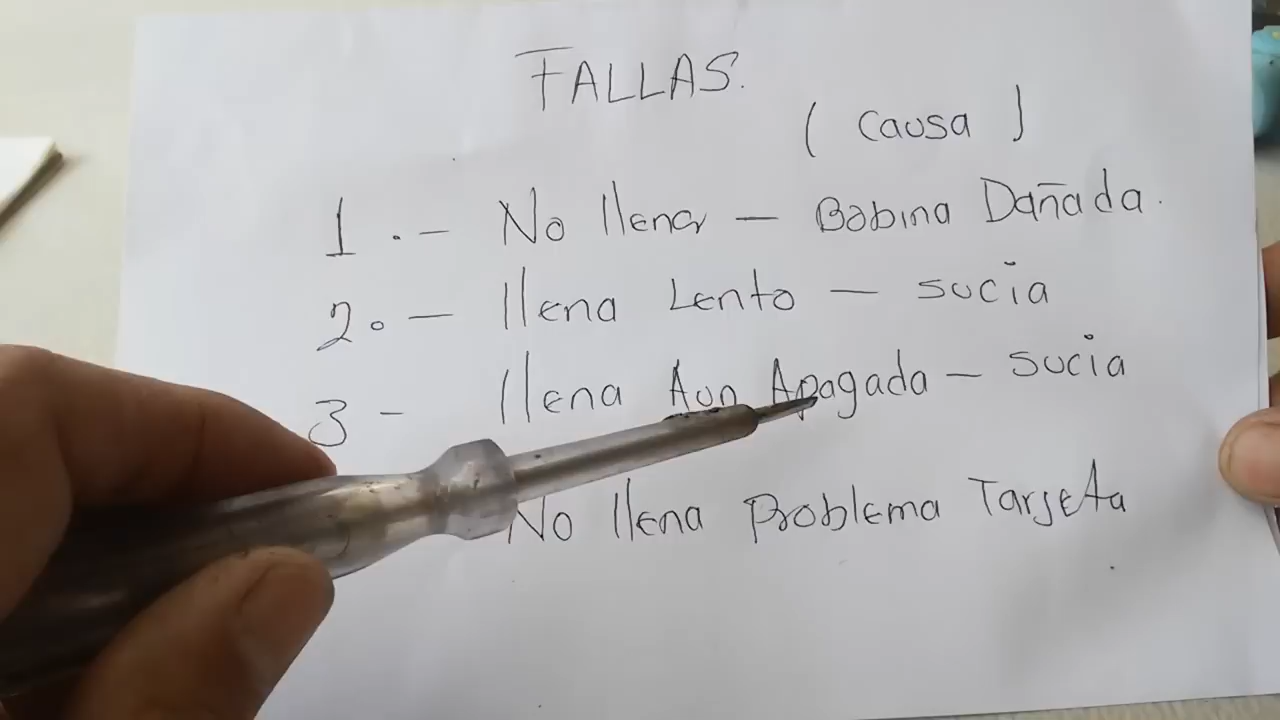 FALLAS.
( causa )
1.- No llena - Bobina Dañada.
2.- llena Lento - sucia
3- llena Aun Apagada - sucia
No llena problema Tarjeta